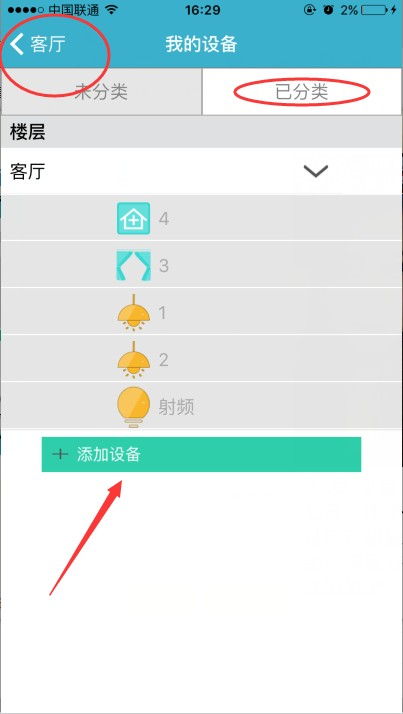 中国联通 16:29 2%
客厅 我的设备
未分类 已分类
楼层
客厅
4
3
1
2
射频
+ 添加设备